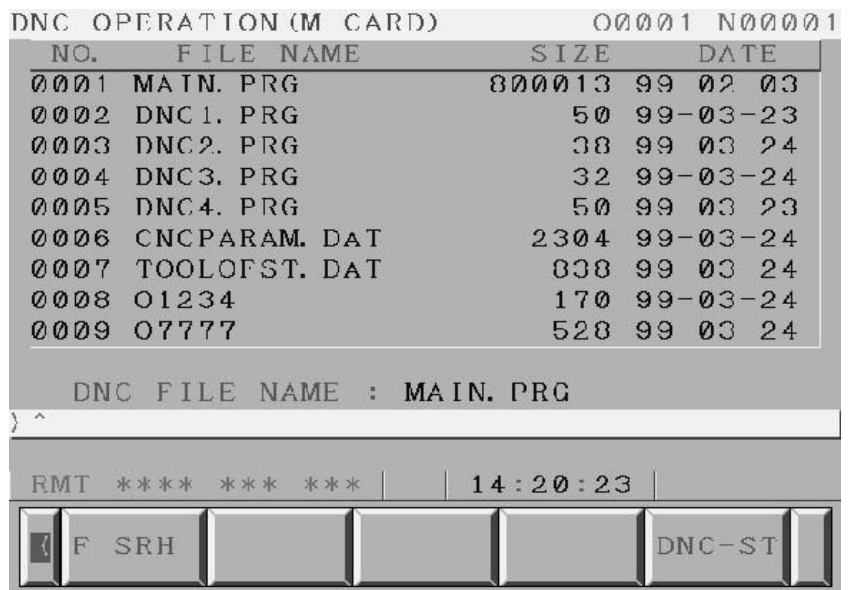 DNC OPERATION(M CARD) O0001 N00001
NO. FILE NAME SIZE DATE
0001 MAIN. PRG 800013 99 02 03
0002 DNC1. PRG 50 99-03-23
0003 DNC2. PRG 38 99 03 24
0004 DNC3. PRG 32 99-03-24
0005 DNC4. PRG 50 99 03 23
0006 CNCPARAM. DAT 2304 99-03-24
0007 TOOLOFST. DAT 838 99 03 24
0008 O1234 170 99-03-24
0009 O7777 528 99 03 24
DNC FILE NAME : MAIN. PRG
) ^
RMT **** *** *** 14:20:23
( F SRH DNC-ST